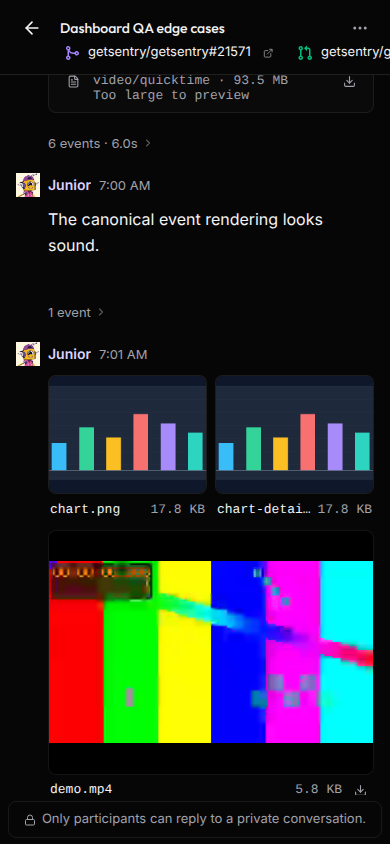 Dashboard QA edge cases
getsentry/getsentry#21571
getsentry/g
video/quicktime · 93.5 MB
Too large to preview
6 events · 6.0s
Junior 7:00 AM
The canonical event rendering looks
sound.
1 event
Junior 7:01 AM
chart.png 17.8 KB
chart-detai… 17.8 KB
demo.mp4 5.8 KB
Only participants can reply to a private conversation.